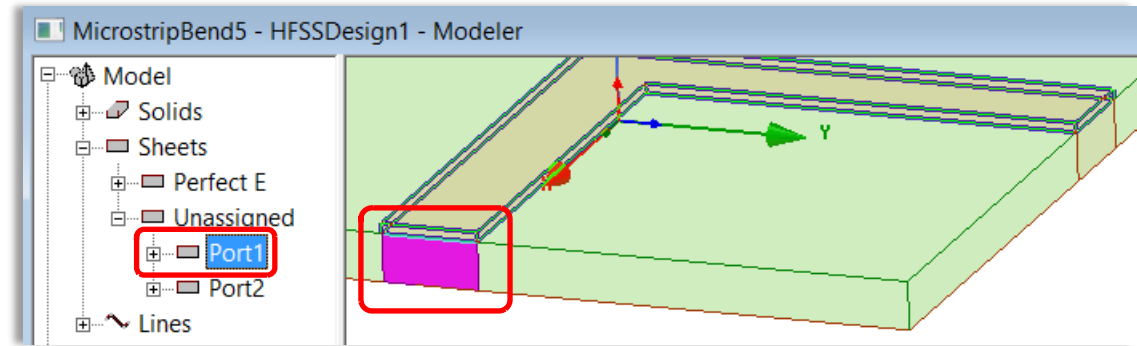 MicrostripBend5 - HFSSDesign1 - Modeler
Model
Solids
Sheets
Perfect E
Unassigned
Port1
Port2
Lines
Y